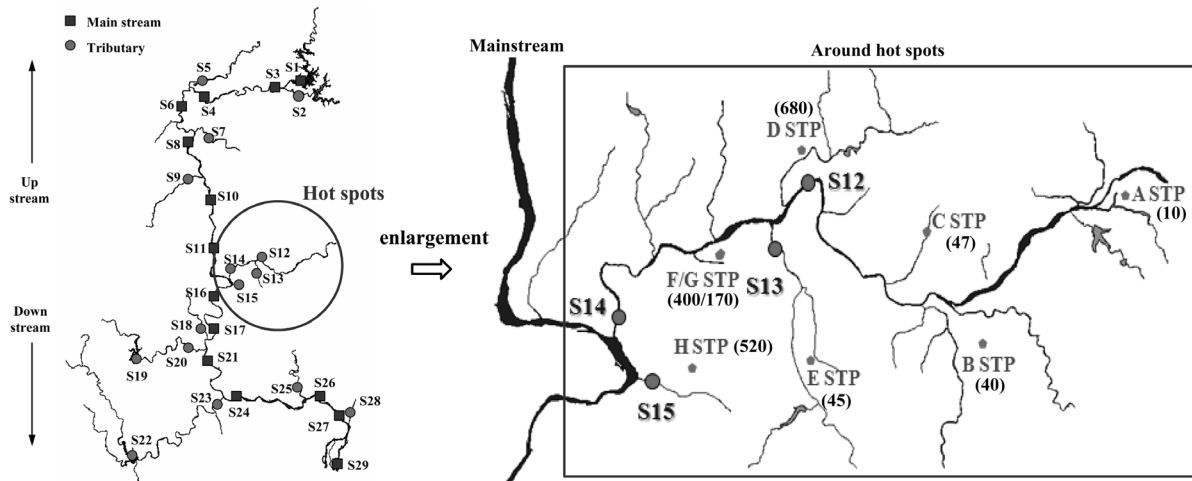 Main stream
Tributary
S5
S3
S1
S6
S4
S2
S7
S8
S9
S10
Up
stream
Hot spots
S11
S12
S14
S13
S15
S16
Down
stream
S18
S17
S20
S21
S19
S25
S26
S23
S24
S28
S27
S22
S29
enlargement
Mainstream
Around hot spots
(680)
D STP
S12
A STP
(10)
C STP
(47)
F/G STP
(400/170)
S13
S14
H STP (520)
E STP
(45)
B STP
(40)
S15